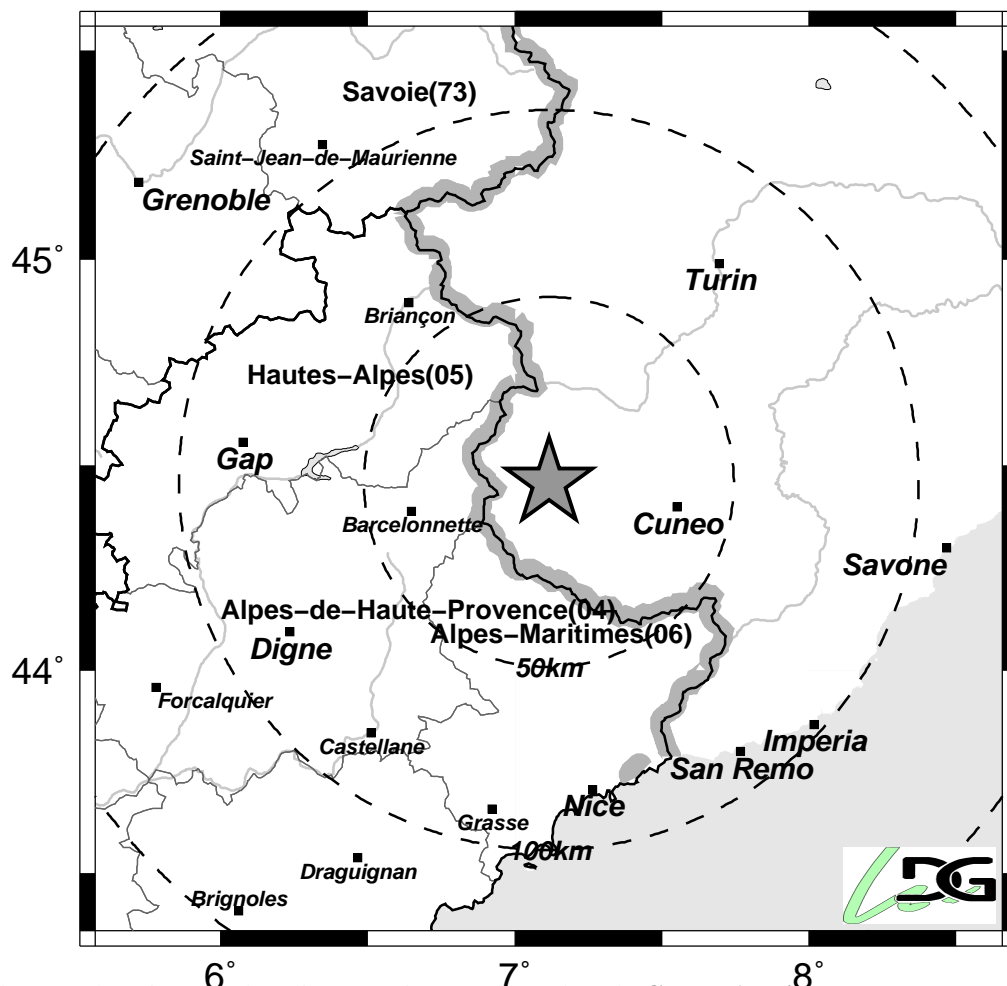 Savoie(73)
Saint–Jean–de–Maurienne
Grenoble
45°
Turin
Briançon
Hautes–Alpes(05)
Gap
Barcelonnette
Cuneo
Savone
Alpes–de–Haute–Provence(04)
Alpes–Maritimes(06)
Digne
44°
50km
Forcalquier
Castellane
Imperia
San Remo
Nice
Grasse
100km
Draguignan
Brignoles
DG
6°
7°
8°